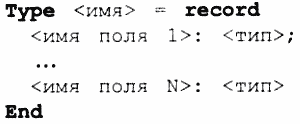 Type <имя> = record
<имя поля 1>: <тип>;
...
<имя поля N>: <тип>
End